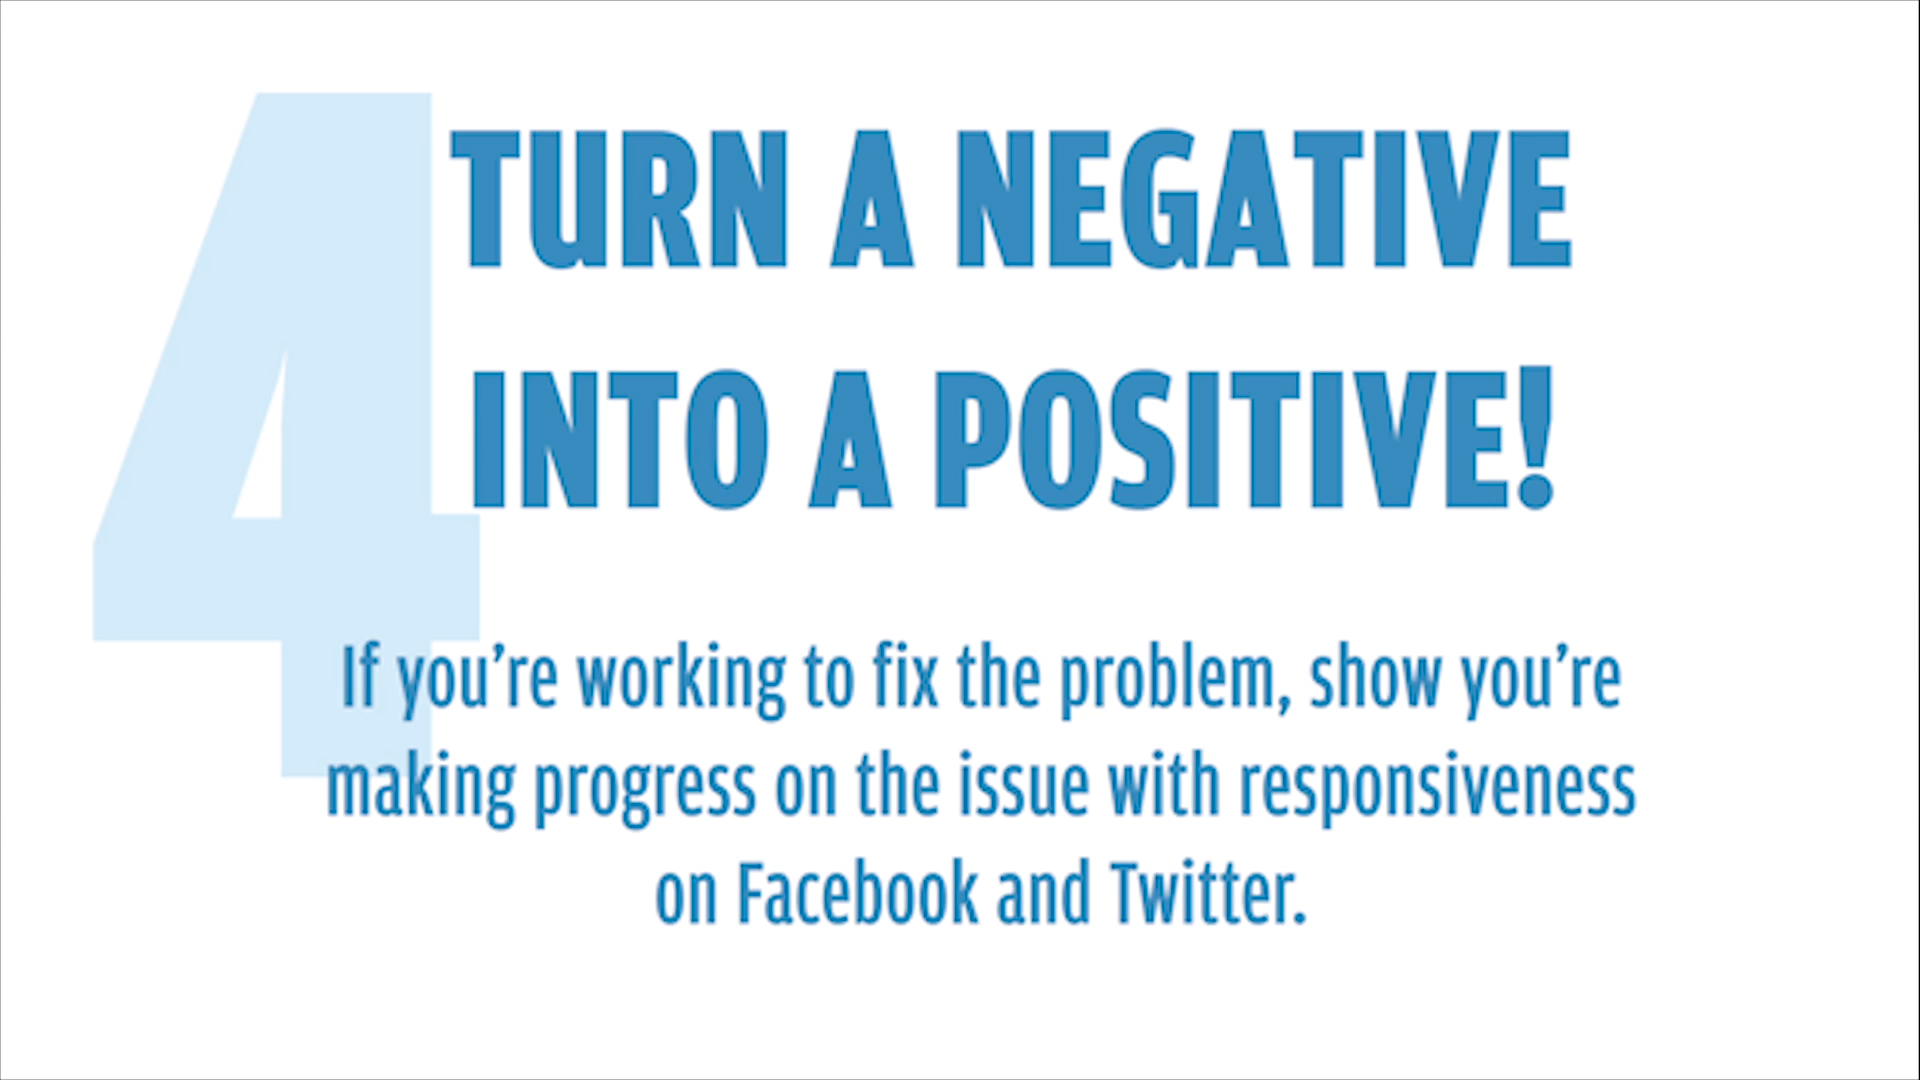 4
TURN A NEGATIVE
INTO A POSITIVE!
If you’re working to fix the problem, show you’re
making progress on the issue with responsiveness
on Facebook and Twitter.